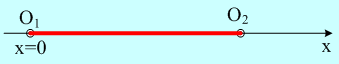 O₁ O₂
x=0 x